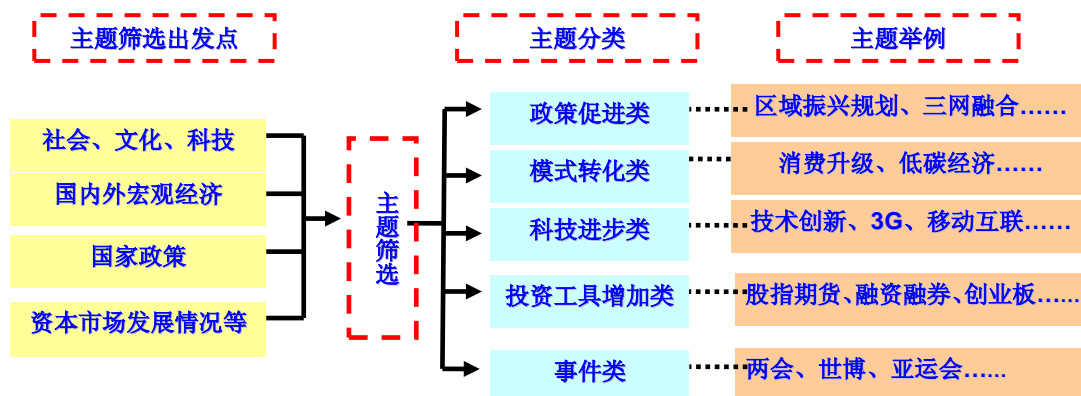 主题筛选出发点
主题分类
主题举例
社会、文化、科技
国内外宏观经济
国家政策
资本市场发展情况等
主题筛选
政策促进类
区域振兴规划、三网融合……
模式转化类
消费升级、低碳经济……
科技进步类
技术创新、3G、移动互联……
投资工具增加类
股指期货、融资融券、创业板……
事件类
两会、世博、亚运会……